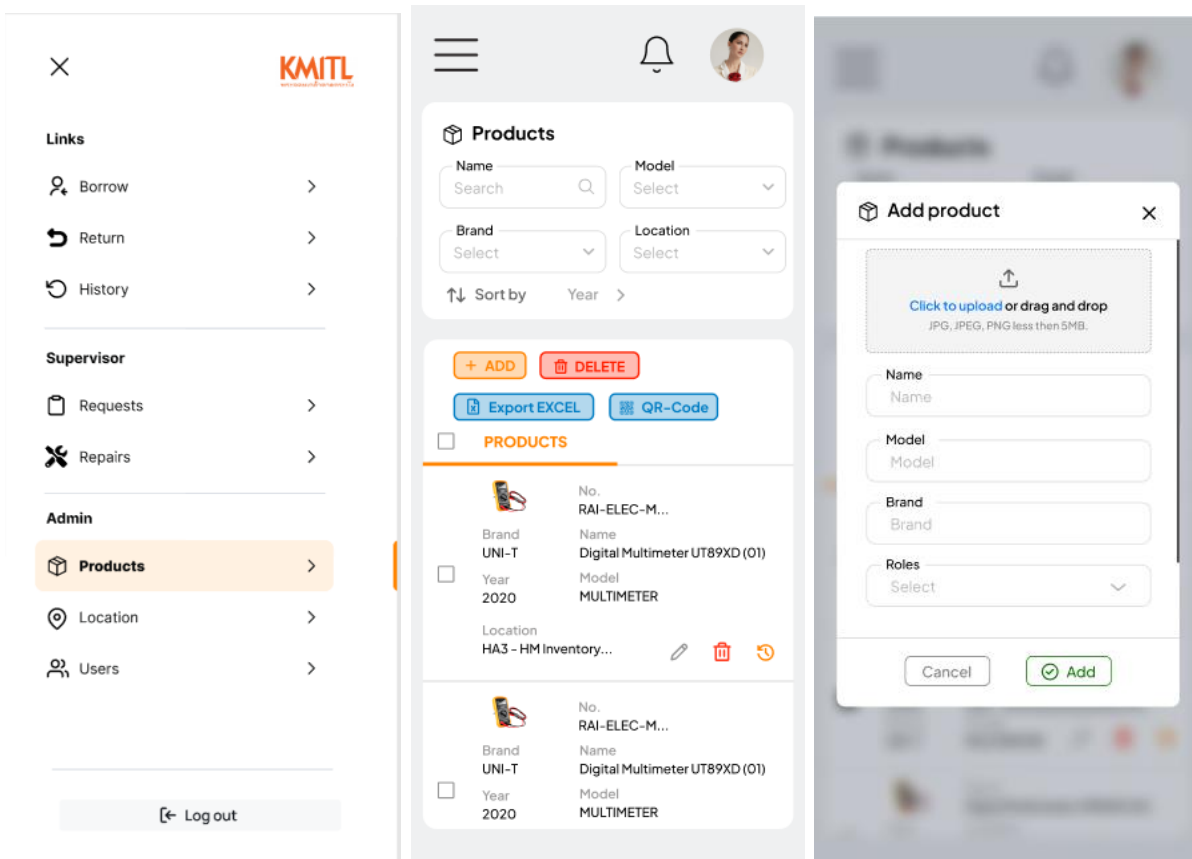 KMITL
Links
Borrow
Return
History
Supervisor
Requests
Repairs
Admin
Products
Location
Users
Log out
Products
Name
Model
Search
Select
Brand
Location
Select
Select
Sort by
Year
+ ADD
DELETE
Export EXCEL
QR-Code
PRODUCTS
No.
RAI-ELEC-M...
Brand
Name
UNI-T
Digital Multimeter UT89XD (01)
Year
Model
2020
MULTIMETER
Location
HA3 - HM Inventory...
No.
RAI-ELEC-M...
Brand
Name
UNI-T
Digital Multimeter UT89XD (01)
Year
Model
2020
MULTIMETER
Add product
Click to upload or drag and drop
JPG, JPEG, PNG less then 5MB.
Name
Name
Model
Model
Brand
Brand
Roles
Select
Cancel
Add